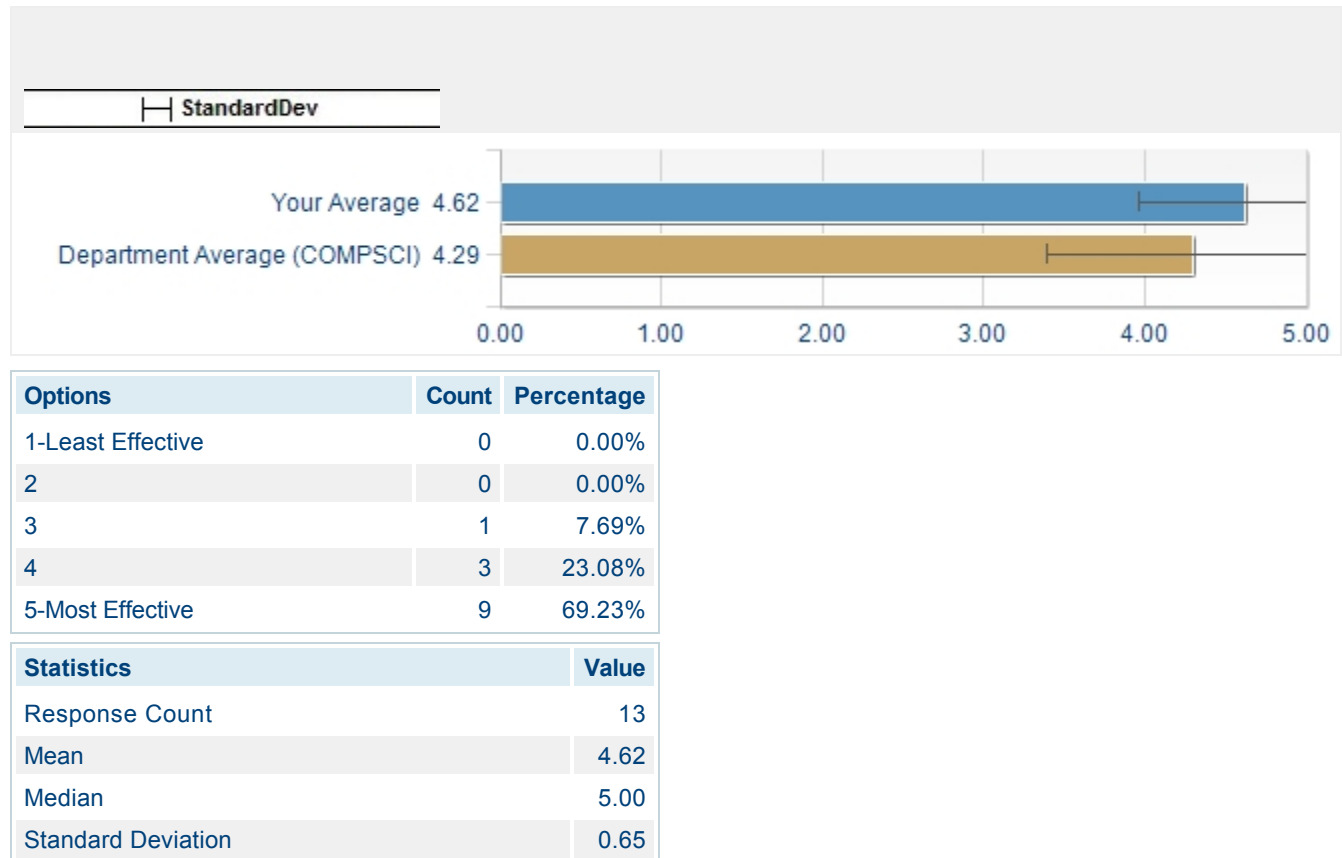 StandardDev
Your Average 4.62
Department Average (COMPSCI) 4.29
0.00 1.00 2.00 3.00 4.00 5.00
Options Count Percentage
1-Least Effective 0 0.00%
2 0 0.00%
3 1 7.69%
4 3 23.08%
5-Most Effective 9 69.23%
Statistics Value
Response Count 13
Mean 4.62
Median 5.00
Standard Deviation 0.65